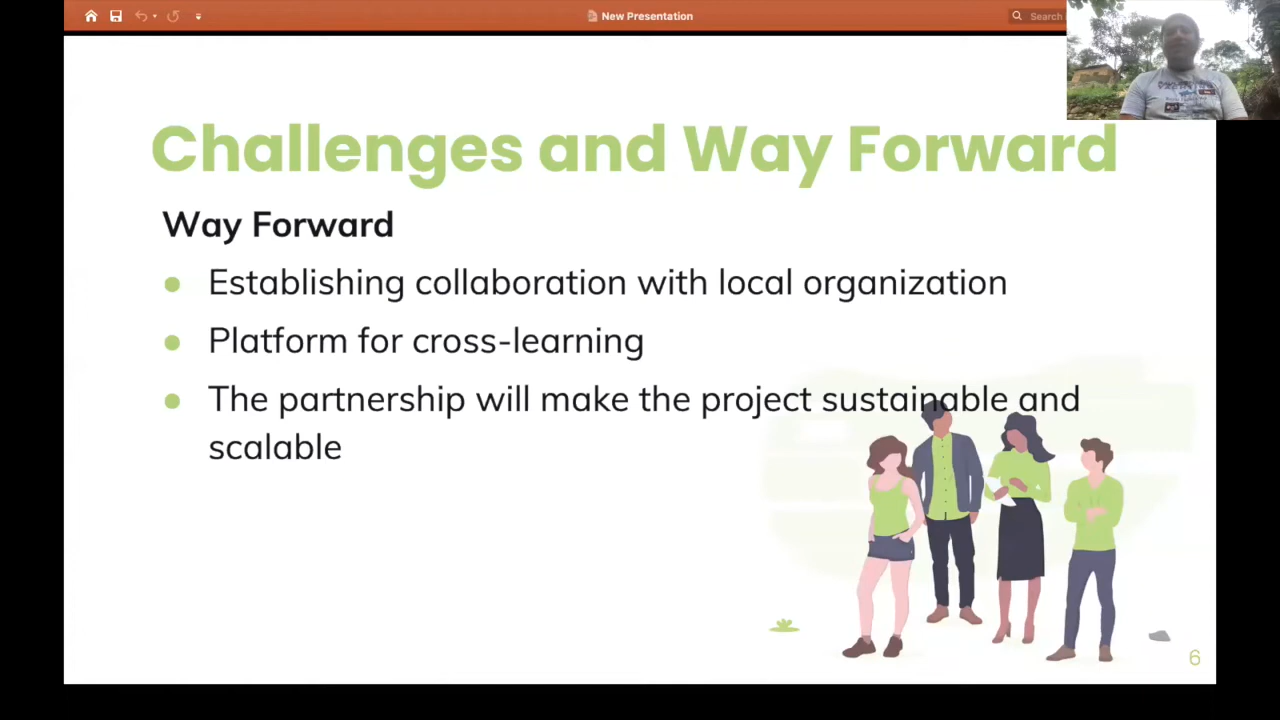 New Presentation
Search
Challenges and Way Forward
Way Forward
Establishing collaboration with local organization
Platform for cross-learning
The partnership will make the project sustainable and
scalable
6